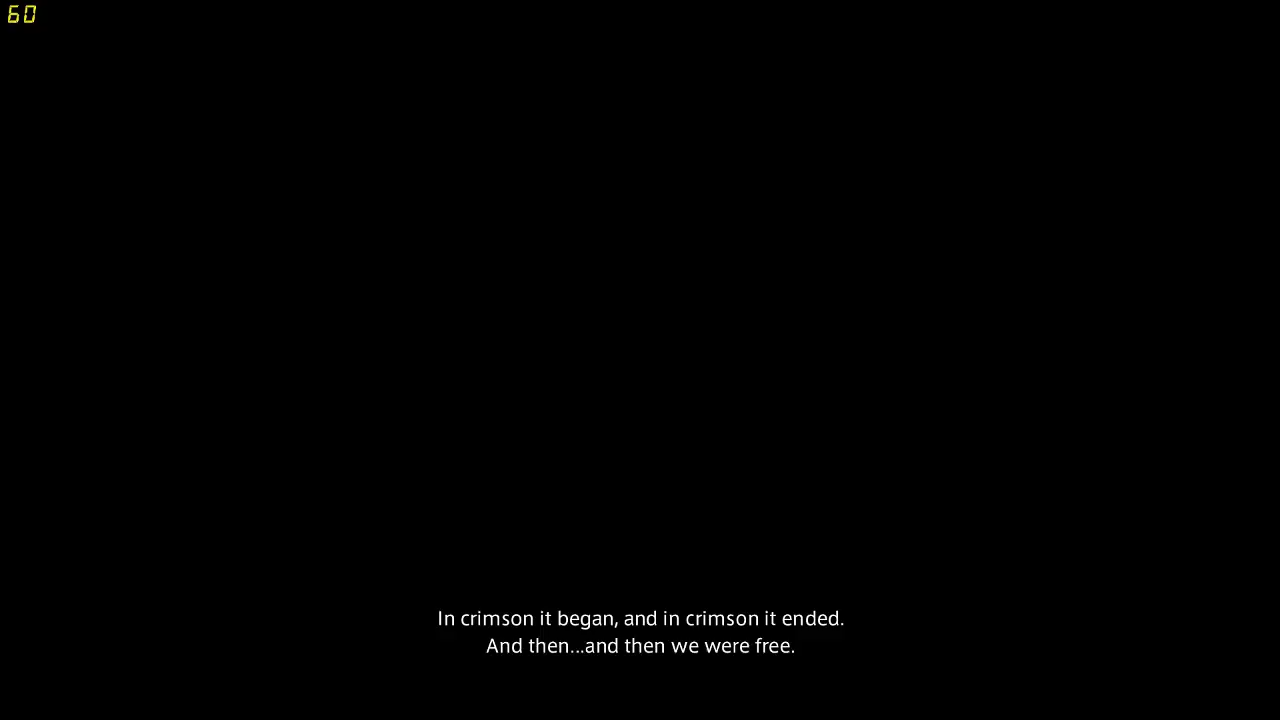 60
In crimson it began, and in crimson it ended.
And then...and then we were free.